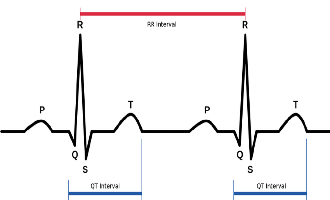 R R
RR Interval
P T P T
Q Q
S S
QT Interval QT Interval